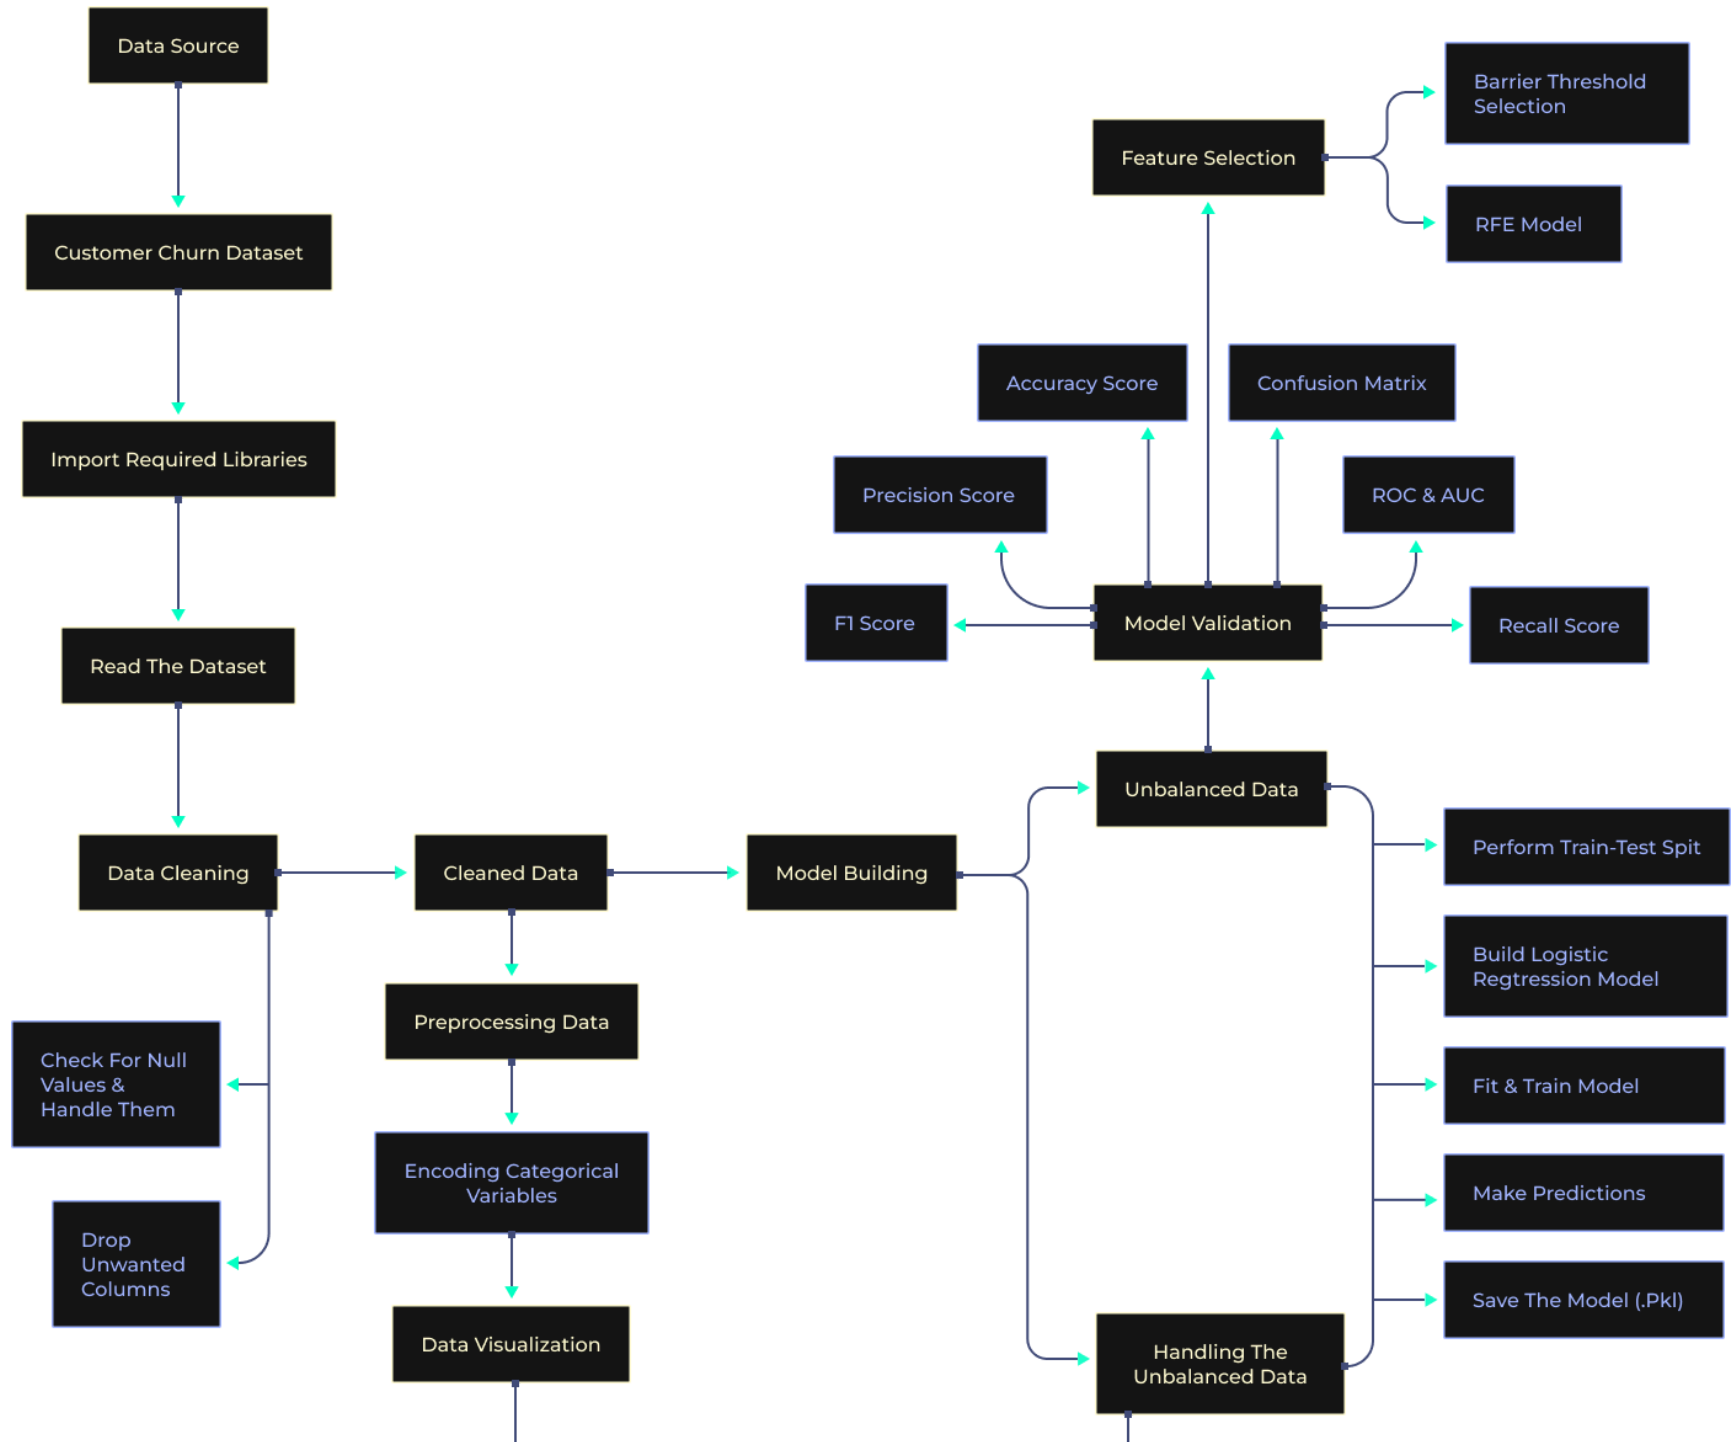 Data Source
Customer Churn Dataset
Import Required Libraries
Read The Dataset
Data Cleaning
Check For Null
Values &
Handle Them
Drop
Unwanted
Columns
Cleaned Data
Preprocessing Data
Encoding Categorical
Variables
Data Visualization
Model Building
Unbalanced Data
Handling The
Unbalanced Data
Perform Train-Test Spit
Build Logistic
Regtression Model
Fit & Train Model
Make Predictions
Save The Model (.Pkl)
Model Validation
F1 Score
Precision Score
Accuracy Score
Confusion Matrix
ROC & AUC
Recall Score
Feature Selection
Barrier Threshold
Selection
RFE Model